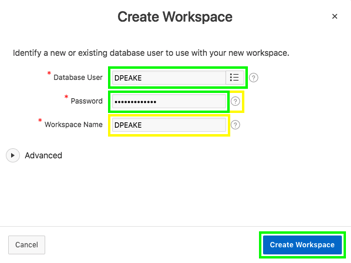 Create Workspace
×
Identify a new or existing database user to use with your new workspace.
* Database User DPEAKE ?
* Password ••••••••••••• ?
* Workspace Name DPEAKE ?
Advanced
Cancel Create Workspace